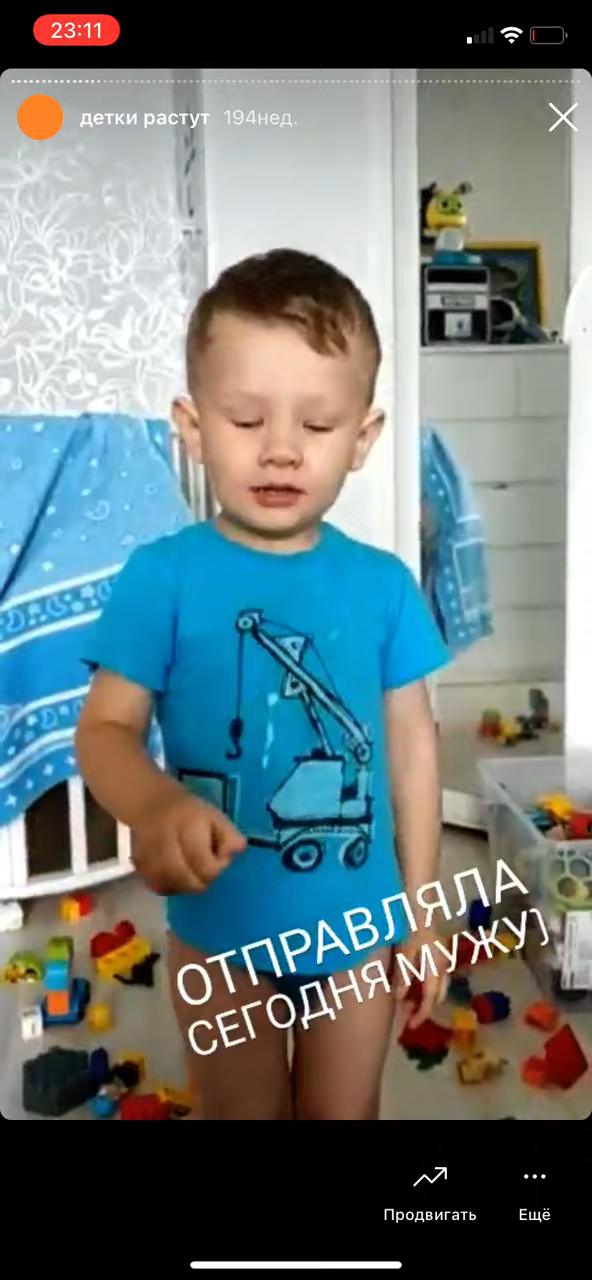 23:11
детки растут 194нед.
ОТПРАВЛЯЛА
СЕГОДНЯ МУЖУ)
Продвигать
Ещё